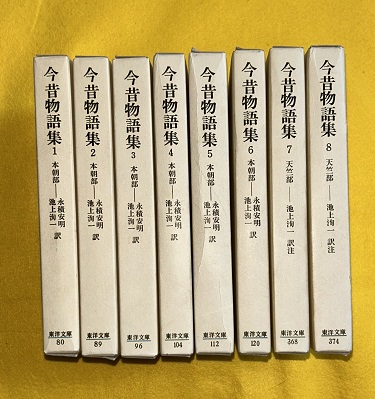 今昔物語集 1 本朝部 永積安明 池上洵一 訳
東洋文庫
80
今昔物語集 2 本朝部 永積安明 池上洵一 訳
東洋文庫
89
今昔物語集 3 本朝部 永積安明 池上洵一 訳
東洋文庫
96
今昔物語集 4 本朝部 永積安明 池上洵一 訳
東洋文庫
104
今昔物語集 5 本朝部 永積安明 池上洵一 訳
東洋文庫
112
今昔物語集 6 本朝部 永積安明 池上洵一 訳
東洋文庫
120
今昔物語集 7 天竺部 池上洵一 訳注
東洋文庫
368
今昔物語集 8 天竺部 池上洵一 訳注
東洋文庫
374